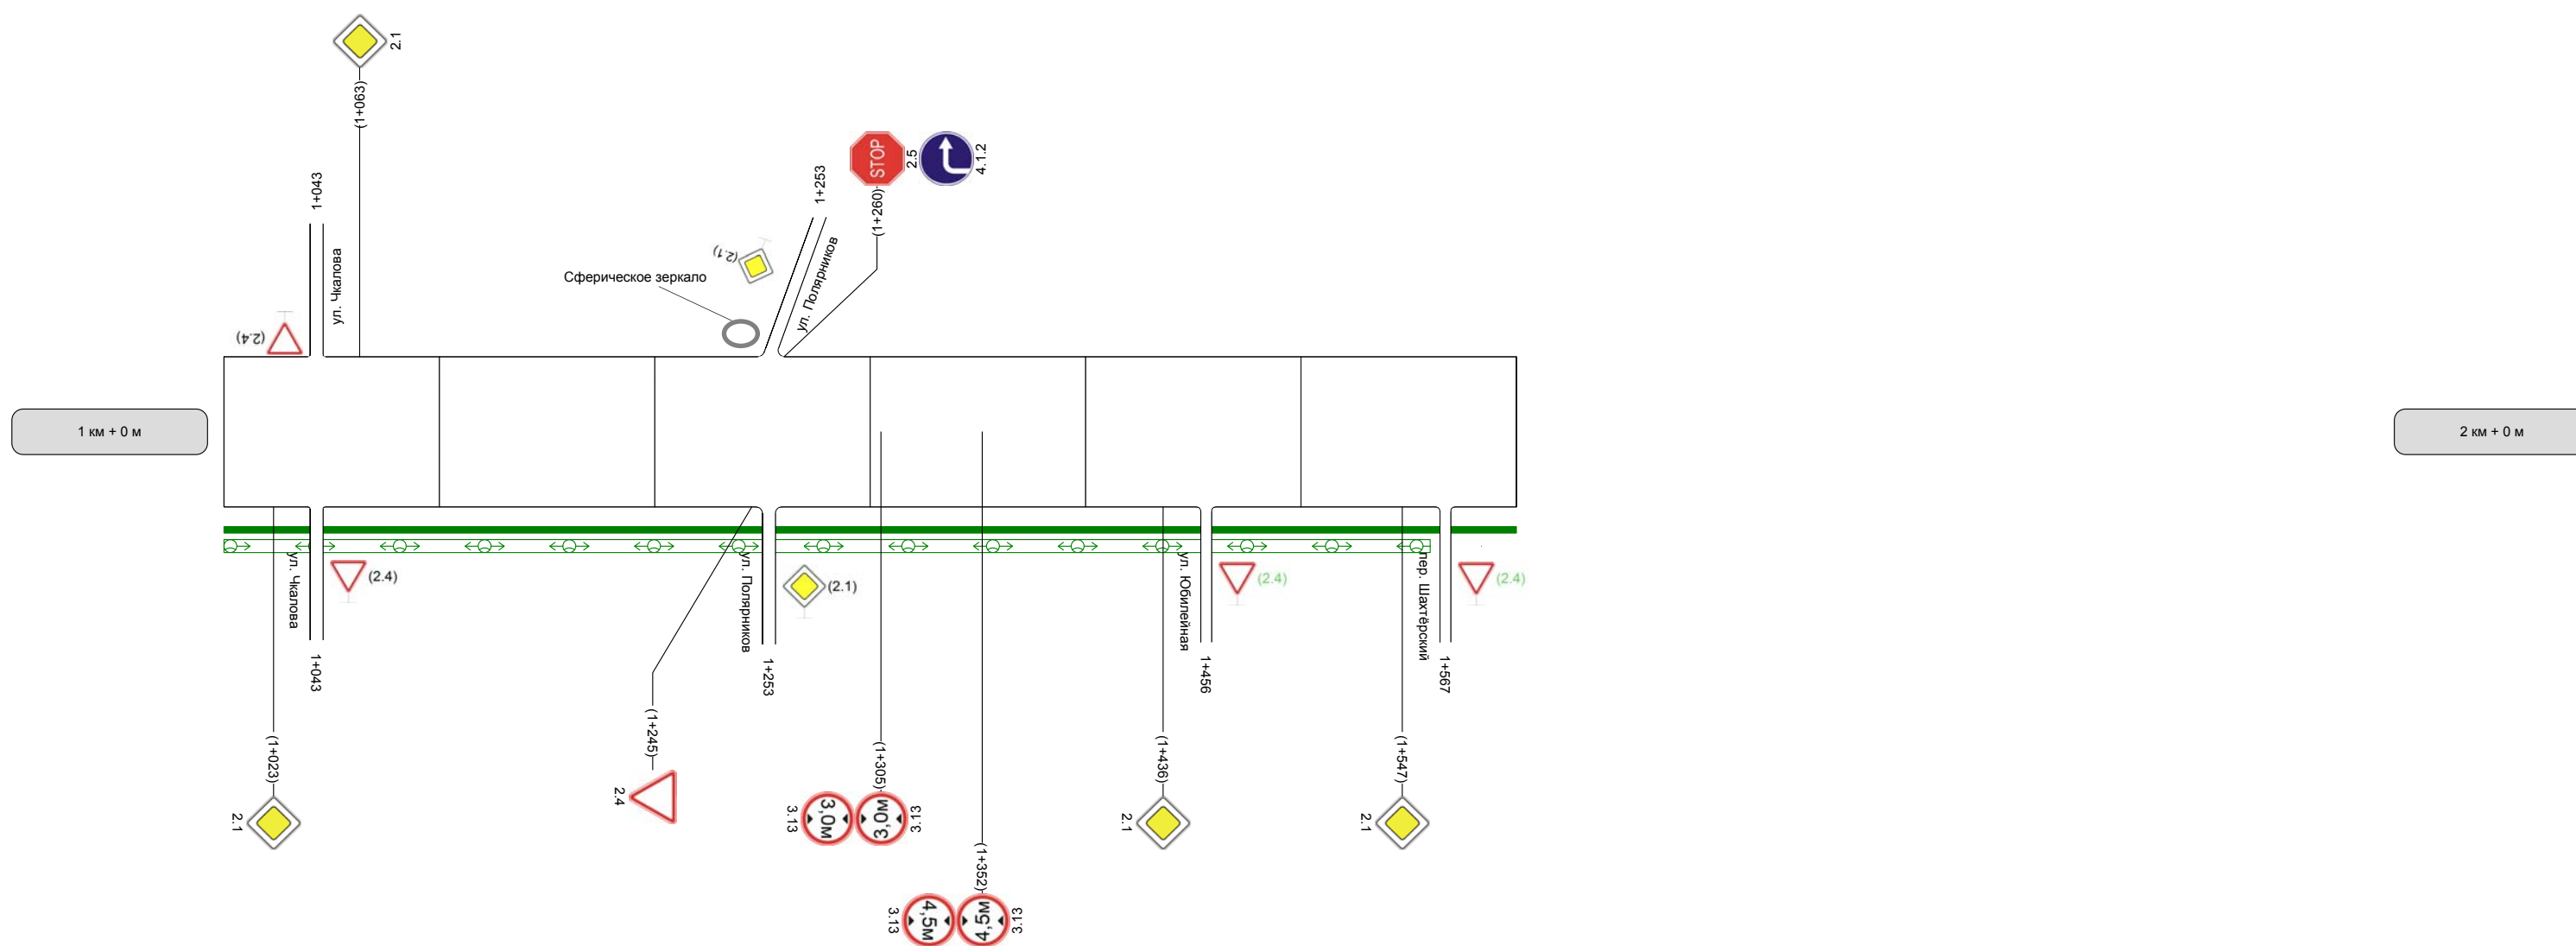 2.1
(1+063)
STOP
2.5
4.1.2
1+043
1+253
(1+260)
ул. Чкалова
(2.1)
Сферическое зеркало
ул. Полярников
(2.4)
1 км + 0 м
2 км + 0 м
ул. Чкалова
(2.4)
ул. Полярников
(2.1)
ул. Юбилейная
(2.4)
пер. Шахтёрский
(2.4)
1+043
1+253
1+456
1+567
(1+023)
(1+245)
(1+305)
(1+436)
(1+547)
2.1
2.4
3.13
3,0м
3,0м
3.13
2.1
2.1
(1+352)
3.13
4,5м
4,5м
3.13